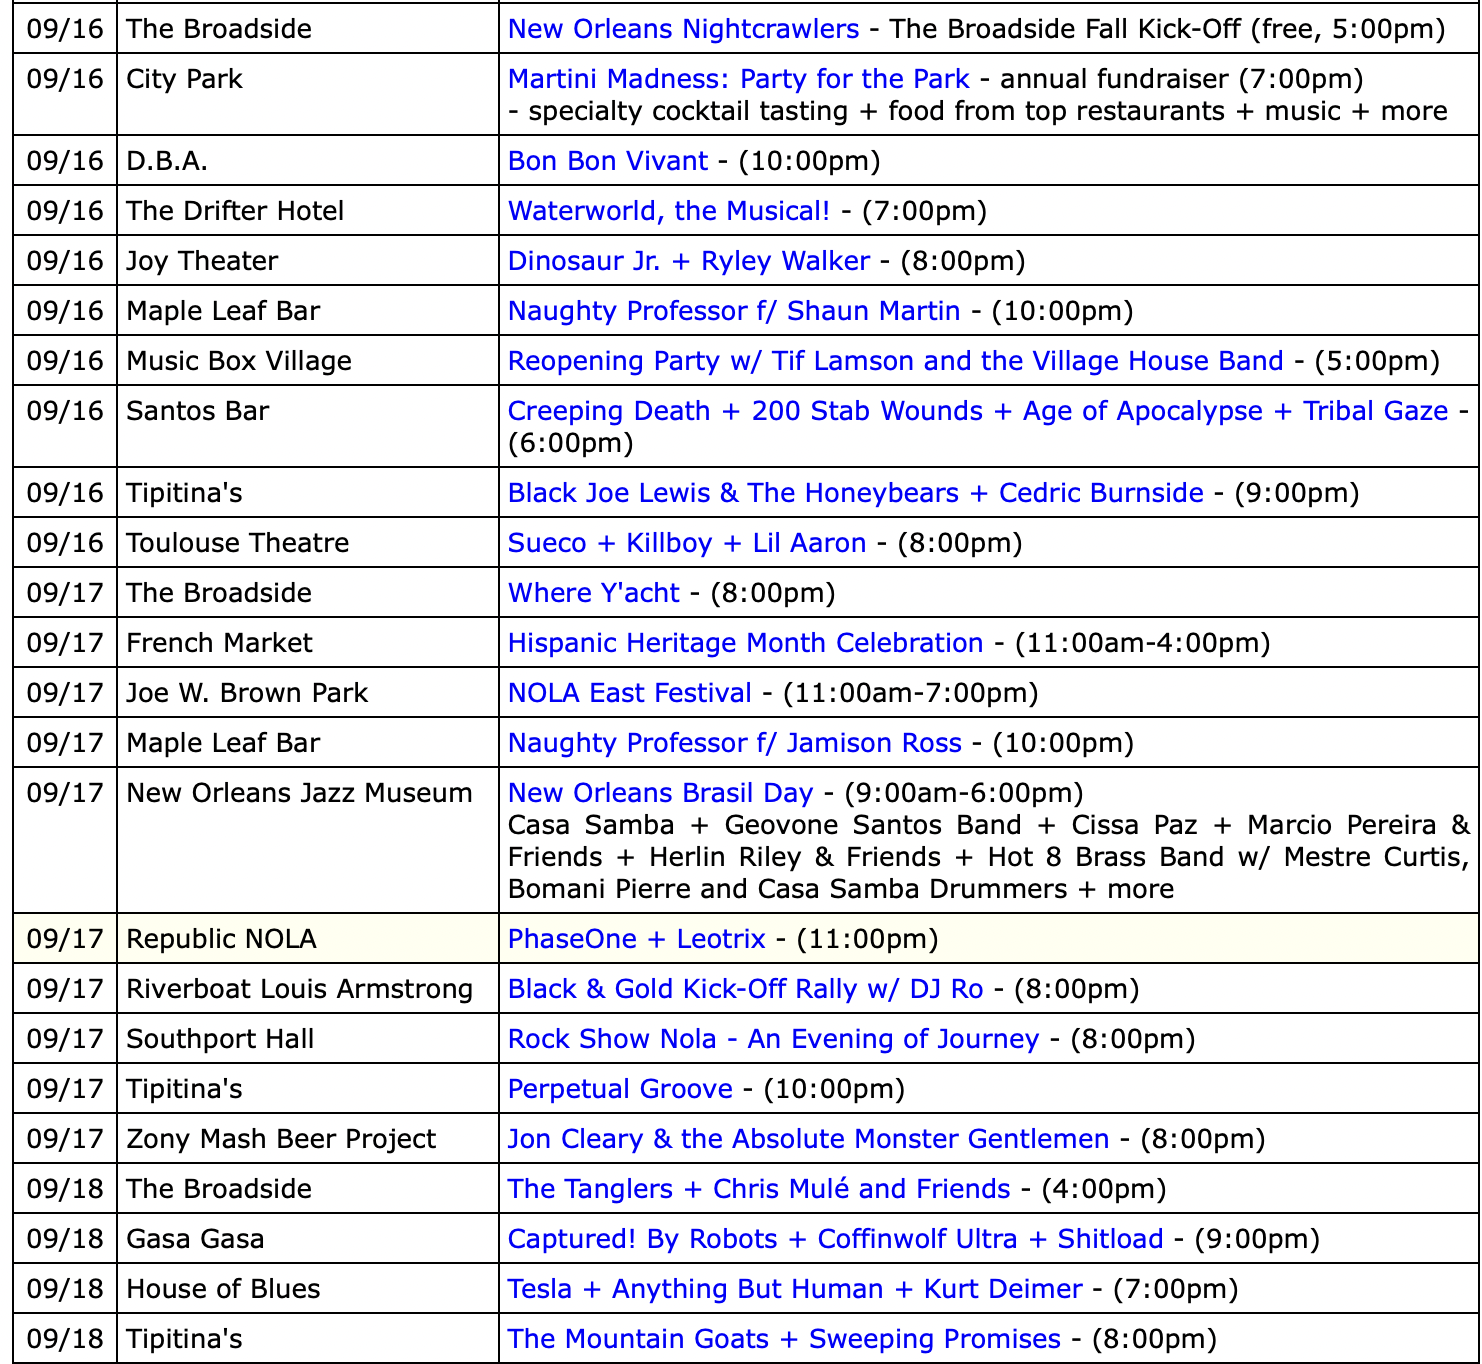 09/16 The Broadside New Orleans Nightcrawlers - The Broadside Fall Kick-Off (free, 5:00pm)
09/16 City Park Martini Madness: Party for the Park - annual fundraiser (7:00pm)
- specialty cocktail tasting + food from top restaurants + music + more
09/16 D.B.A. Bon Bon Vivant - (10:00pm)
09/16 The Drifter Hotel Waterworld, the Musical! - (7:00pm)
09/16 Joy Theater Dinosaur Jr. + Ryley Walker - (8:00pm)
09/16 Maple Leaf Bar Naughty Professor f/ Shaun Martin - (10:00pm)
09/16 Music Box Village Reopening Party w/ Tif Lamson and the Village House Band - (5:00pm)
09/16 Santos Bar Creeping Death + 200 Stab Wounds + Age of Apocalypse + Tribal Gaze -
(6:00pm)
09/16 Tipitina's Black Joe Lewis & The Honeybears + Cedric Burnside - (9:00pm)
09/16 Toulouse Theatre Sueco + Killboy + Lil Aaron - (8:00pm)
09/17 The Broadside Where Y'acht - (8:00pm)
09/17 French Market Hispanic Heritage Month Celebration - (11:00am-4:00pm)
09/17 Joe W. Brown Park NOLA East Festival - (11:00am-7:00pm)
09/17 Maple Leaf Bar Naughty Professor f/ Jamison Ross - (10:00pm)
09/17 New Orleans Jazz Museum New Orleans Brasil Day - (9:00am-6:00pm)
Casa Samba + Geovone Santos Band + Cissa Paz + Marcio Pereira &
Friends + Herlin Riley & Friends + Hot 8 Brass Band w/ Mestre Curtis,
Bomani Pierre and Casa Samba Drummers + more
09/17 Republic NOLA PhaseOne + Leotrix - (11:00pm)
09/17 Riverboat Louis Armstrong Black & Gold Kick-Off Rally w/ DJ Ro - (8:00pm)
09/17 Southport Hall Rock Show Nola - An Evening of Journey - (8:00pm)
09/17 Tipitina's Perpetual Groove - (10:00pm)
09/17 Zony Mash Beer Project Jon Cleary & the Absolute Monster Gentlemen - (8:00pm)
09/18 The Broadside The Tanglers + Chris Mulé and Friends - (4:00pm)
09/18 Gasa Gasa Captured! By Robots + Coffinwolf Ultra + Shitload - (9:00pm)
09/18 House of Blues Tesla + Anything But Human + Kurt Deimer - (7:00pm)
09/18 Tipitina's The Mountain Goats + Sweeping Promises - (8:00pm)